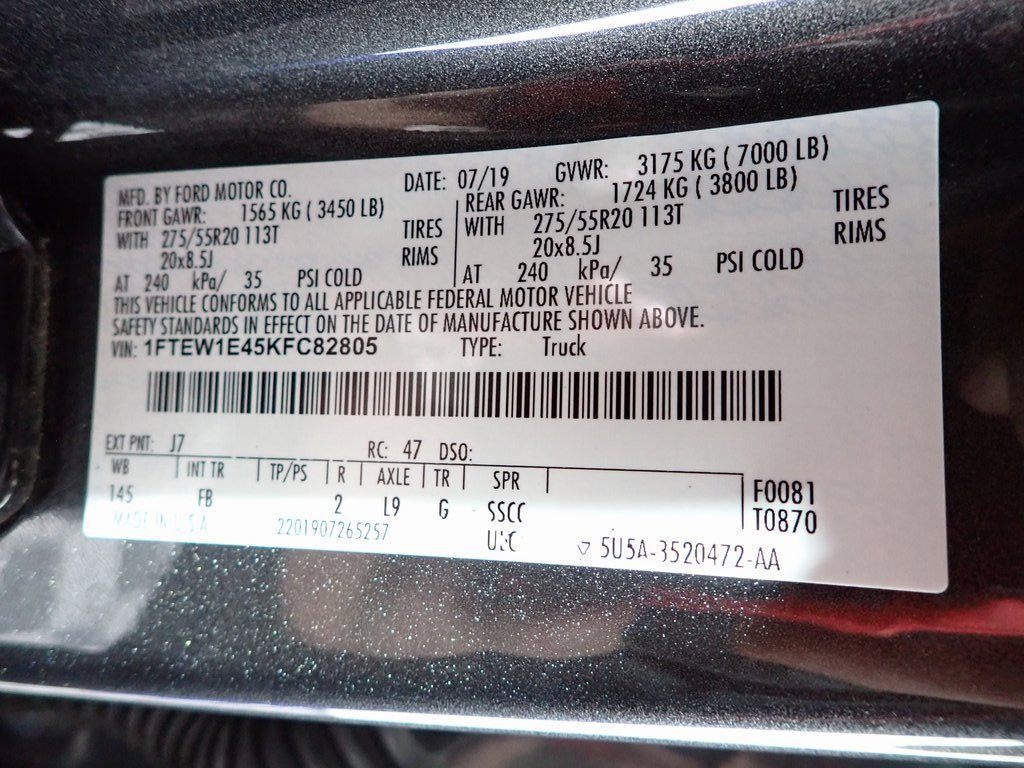 MFD. BY FORD MOTOR CO. DATE: 07/19 GVWR: 3175 KG ( 7000 LB)
FRONT GAWR: 1565 KG ( 3450 LB) REAR GAWR: 1724 KG ( 3800 LB)
WITH 275/55R20 113T TIRES WITH 275/55R20 113T TIRES
20x8.5J RIMS 20x8.5J RIMS
AT 240 kPa/ 35 PSI COLD AT 240 kPa/ 35 PSI COLD
THIS VEHICLE CONFORMS TO ALL APPLICABLE FEDERAL MOTOR VEHICLE
SAFETY STANDARDS IN EFFECT ON THE DATE OF MANUFACTURE SHOWN ABOVE.
VIN: 1FTEW1E45KFC82805 TYPE: Truck
EXT PNT: J7 RC: 47 DSO:
WB INT TR TP/PS R AXLE TR SPR
145 FB 2 L9 G SSCC
F0081
T0870
MADE IN U.S.A 2201907265257
▽ 5U5A-3520472-AA